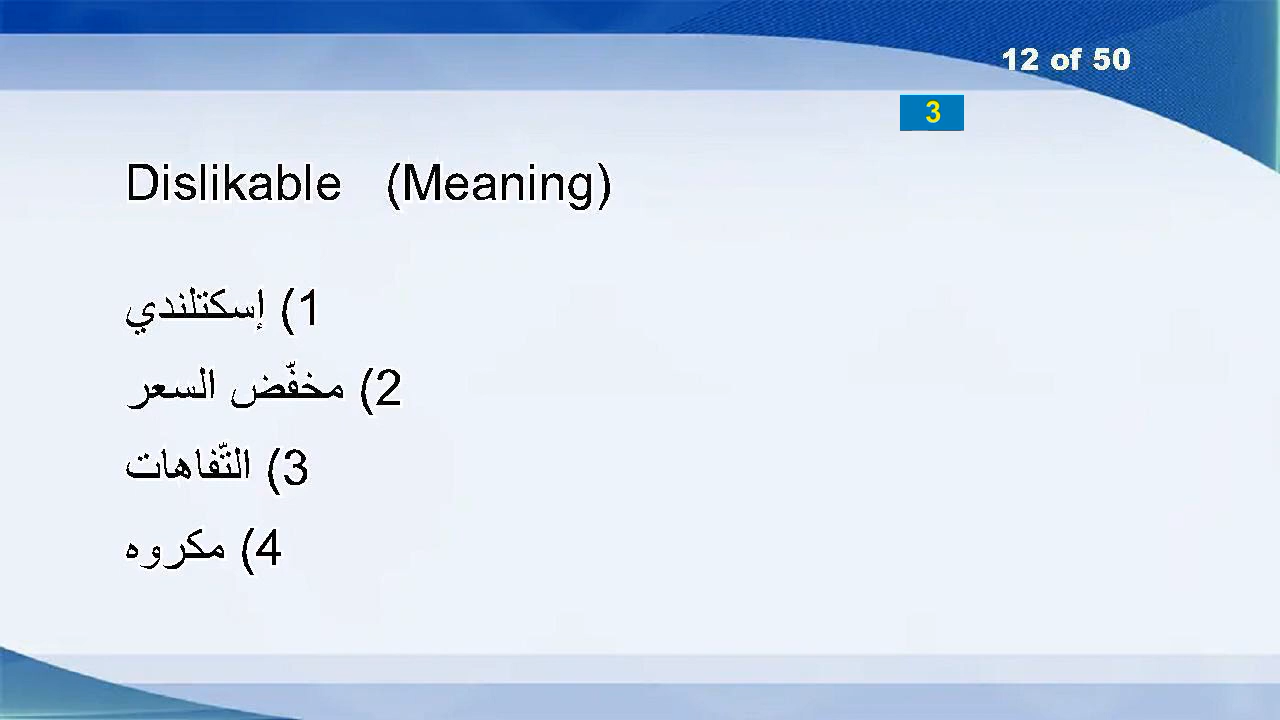 12 of 50
3
Dislikable (Meaning)
1) إسكتلندي
2) مخفّض السعر
3) التّفاهات
4) مكروه